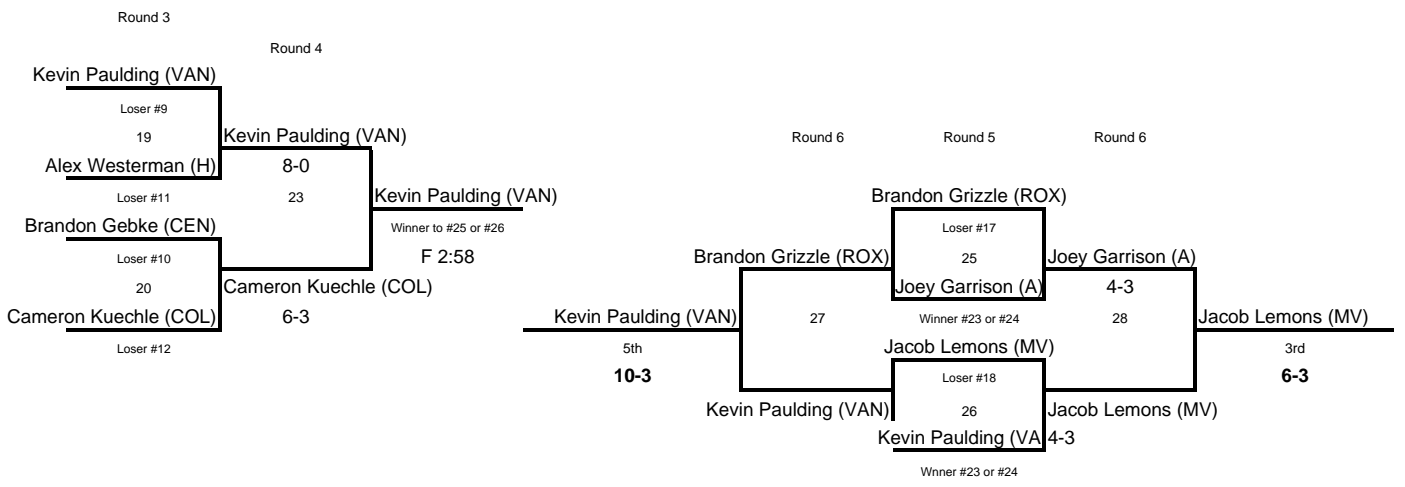 Round 3
Round 4
Kevin Paulding (VAN)
Loser #9
19
Kevin Paulding (VAN)
Alex Westerman (H)
8-0
Loser #11
23
Kevin Paulding (VAN)
Brandon Gebke (CEN)
Winner to #25 or #26
Loser #10
F 2:58
20
Cameron Kuechle (COL)
Cameron Kuechle (COL)
6-3
Loser #12
Round 6
Round 5
Round 6
Brandon Grizzle (ROX)
Loser #17
Brandon Grizzle (ROX)
25
Joey Garrison (A)
Joey Garrison (A)
4-3
Kevin Paulding (VAN)
27
Winner #23 or #24
28
Jacob Lemons (MV)
5th
Jacob Lemons (MV)
3rd
10-3
Loser #18
6-3
Kevin Paulding (VAN)
26
Jacob Lemons (MV)
Kevin Paulding (VA
4-3
Wnner #23 or #24